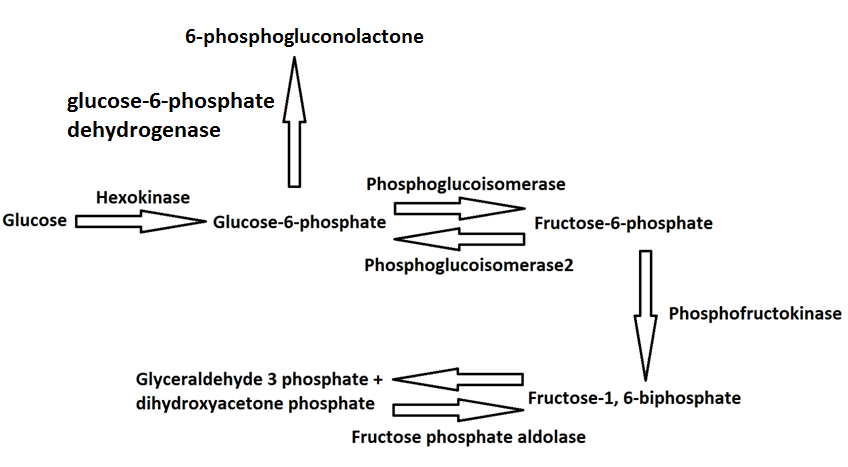 6-phosphogluconolactone
glucose-6-phosphate
dehydrogenase
Hexokinase
Phosphoglucoisomerase
Glucose
Glucose-6-phosphate
Fructose-6-phosphate
Phosphoglucoisomerase2
Phosphofructokinase
Glyceraldehyde 3 phosphate +
dihydroxyacetone phosphate
Fructose-1, 6-biphosphate
Fructose phosphate aldolase